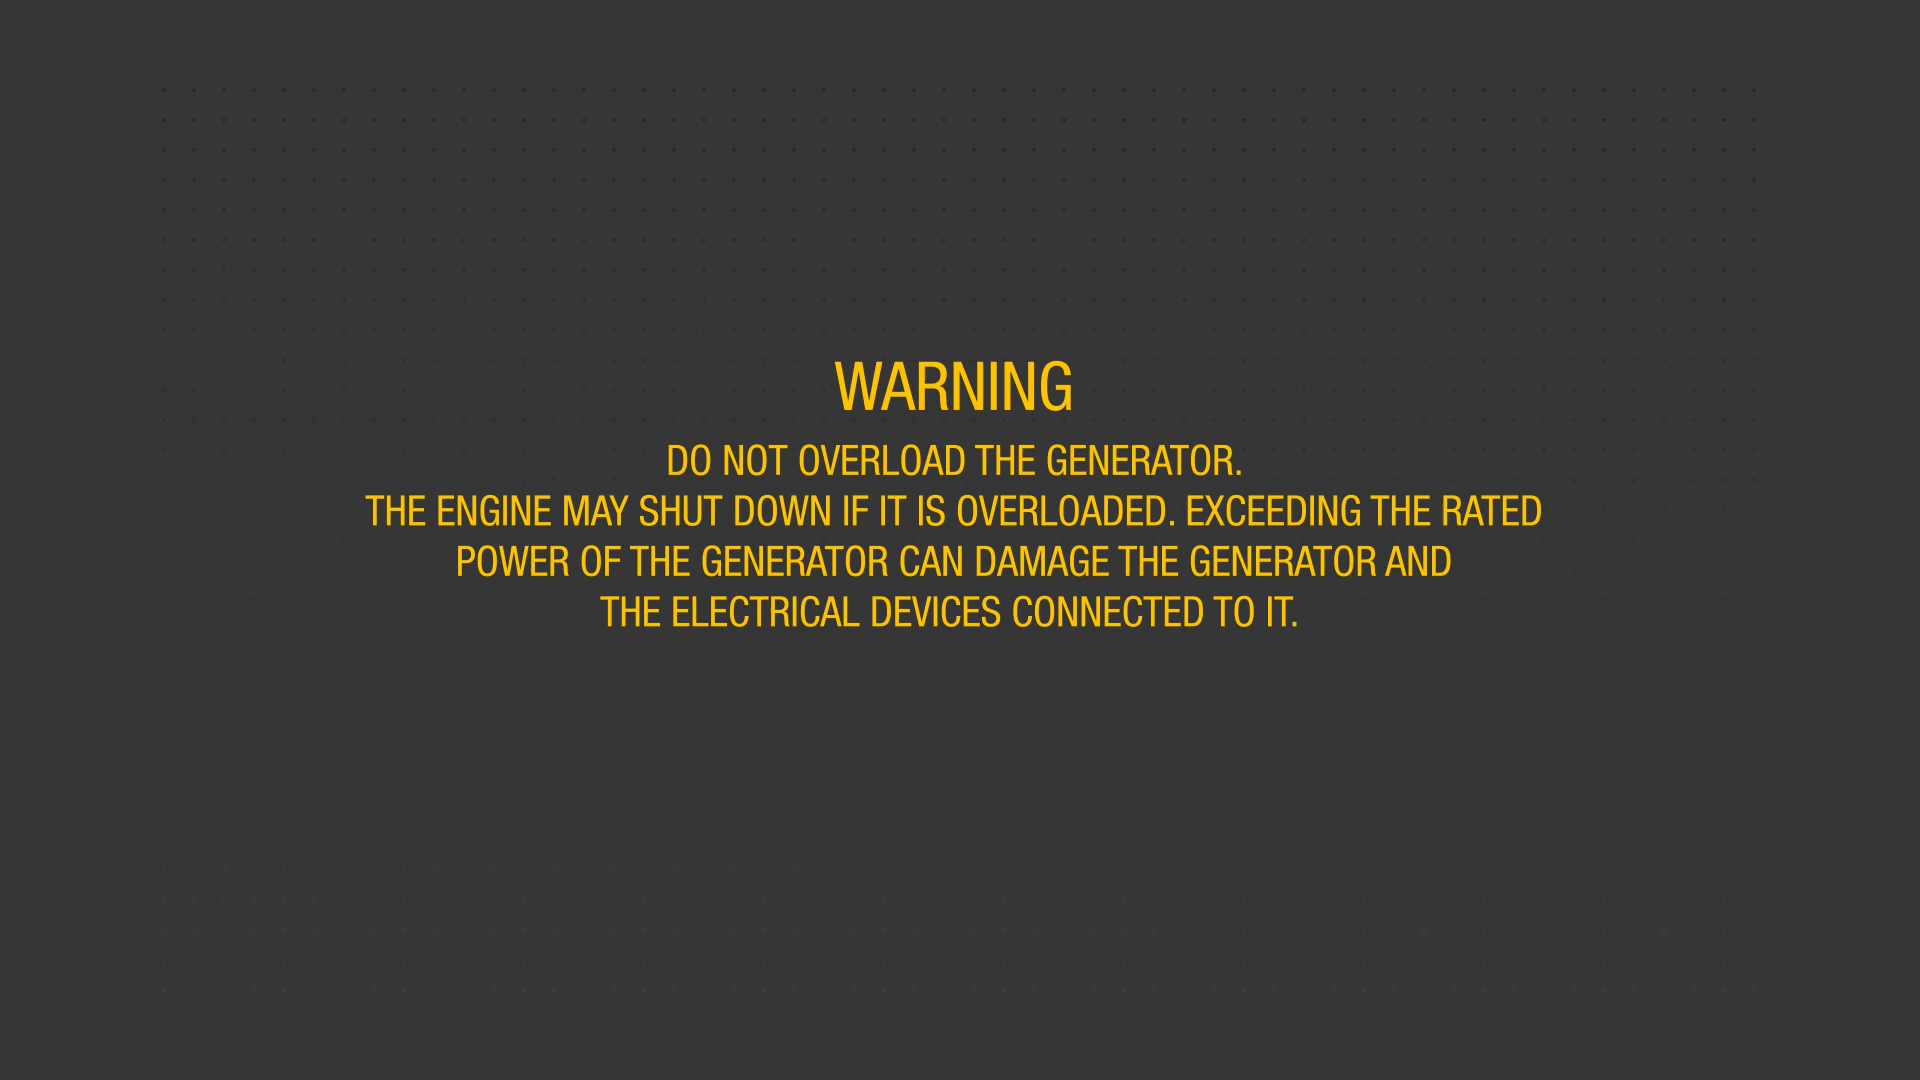 WARNING
DO NOT OVERLOAD THE GENERATOR.
THE ENGINE MAY SHUT DOWN IF IT IS OVERLOADED. EXCEEDING THE RATED
POWER OF THE GENERATOR CAN DAMAGE THE GENERATOR AND
THE ELECTRICAL DEVICES CONNECTED TO IT.